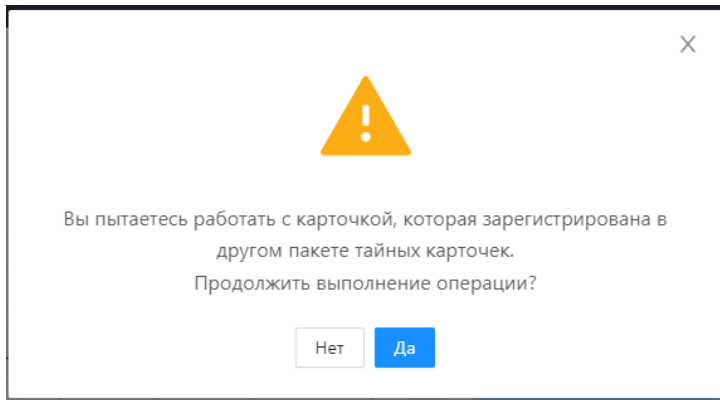 Вы пытаетесь работать с карточкой, которая зарегистрирована в
другом пакете тайных карточек.
Продолжить выполнение операции?
Нет
Да